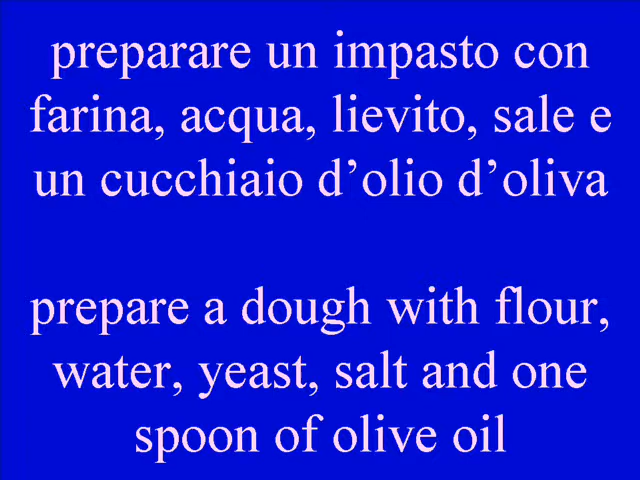 preparare un impasto con
farina, acqua, lievito, sale e
un cucchiaio d’olio d’oliva
prepare a dough with flour,
water, yeast, salt and one
spoon of olive oil